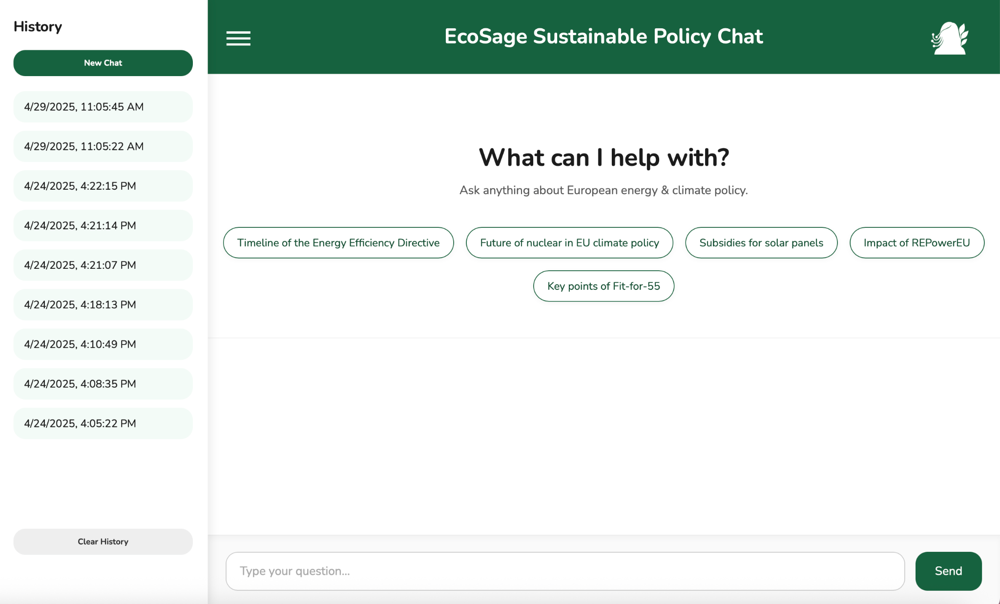 History
New Chat
4/29/2025, 11:05:45 AM
4/29/2025, 11:05:22 AM
4/24/2025, 4:22:15 PM
4/24/2025, 4:21:14 PM
4/24/2025, 4:21:07 PM
4/24/2025, 4:18:13 PM
4/24/2025, 4:10:49 PM
4/24/2025, 4:08:35 PM
4/24/2025, 4:05:22 PM
Clear History
EcoSage Sustainable Policy Chat
What can I help with?
Ask anything about European energy & climate policy.
Timeline of the Energy Efficiency Directive
Future of nuclear in EU climate policy
Subsidies for solar panels
Impact of REPowerEU
Key points of Fit-for-55
Type your question...
Send